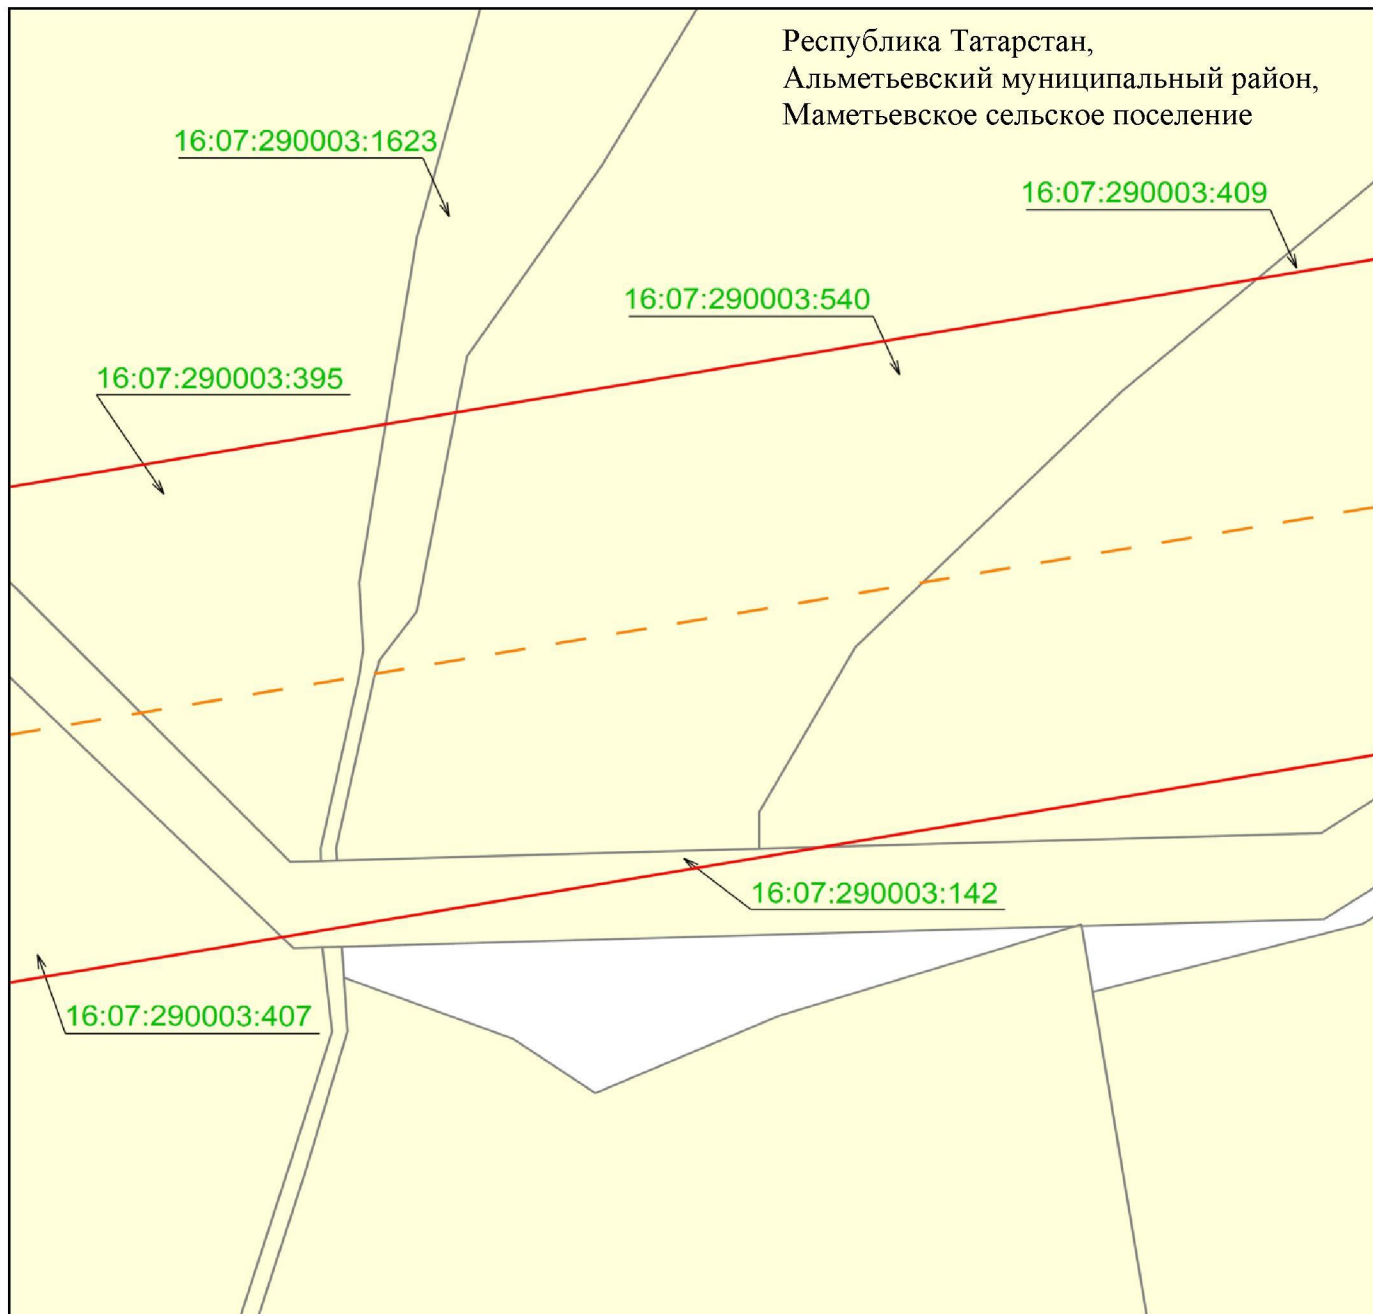 Республика Татарстан,
Альметьевский муниципальный район,
Маметьевское сельское поселение
16:07:290003:1623
16:07:290003:409
16:07:290003:540
16:07:290003:395
16:07:290003:142
16:07:290003:407